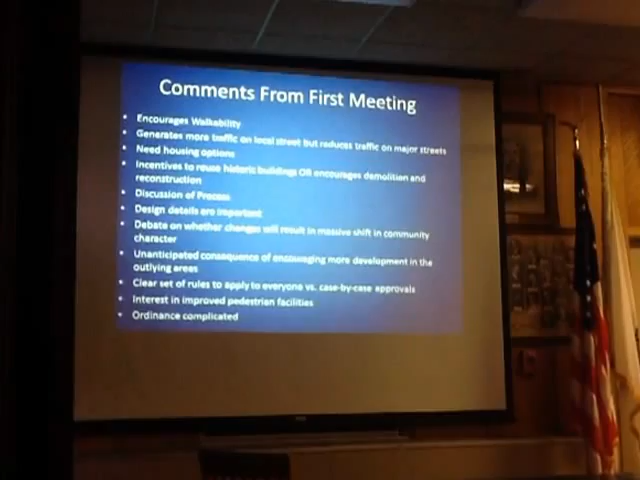 Comments From First Meeting
• Encourages Walkability
• Generates more traffic on local street but reduces traffic on major streets
• Need housing options
• Incentives to reuse historic buildings OR encourages demolition and
reconstruction
• Discussion of Process
• Design details are important
• Debate on whether changes will result in massive shift in community
character
• Unanticipated consequence of encouraging more development in the
outlying areas
• Clear set of rules to apply to everyone vs. case-by-case approvals
• Interest in improved pedestrian facilities
• Ordinance complicated